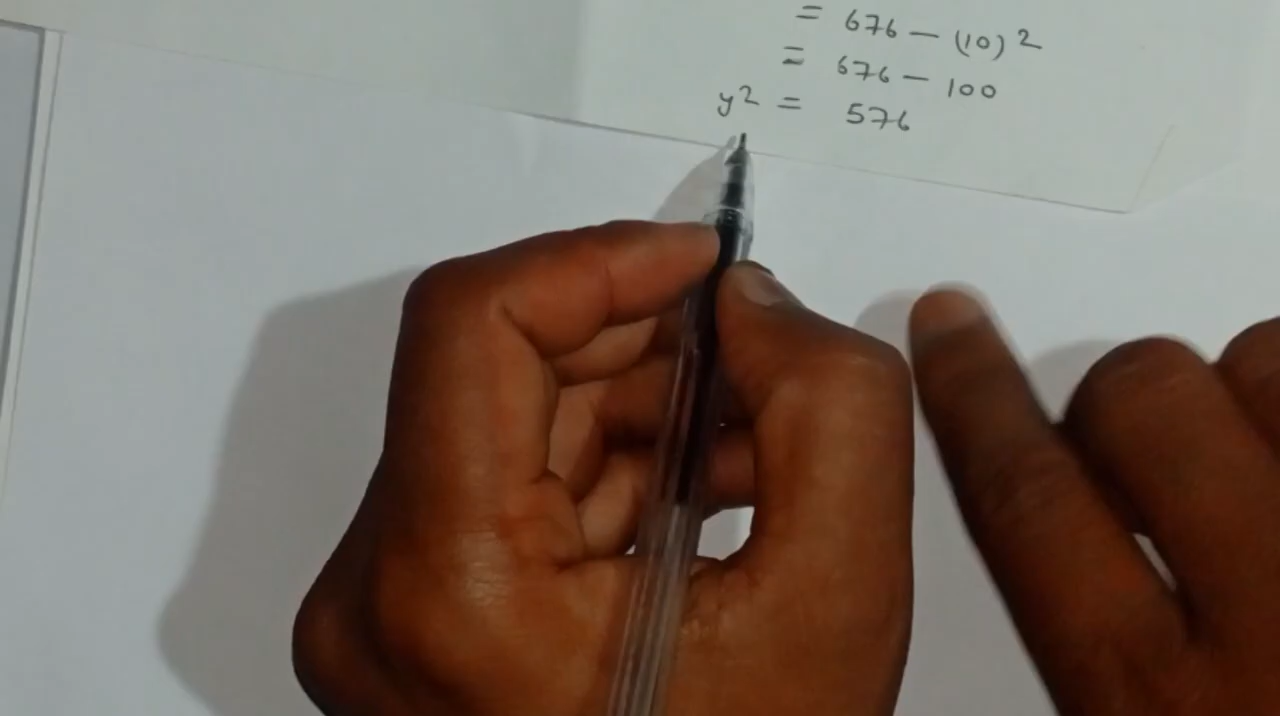 = 676 - (10)²
= 676 - 100
y² = 576